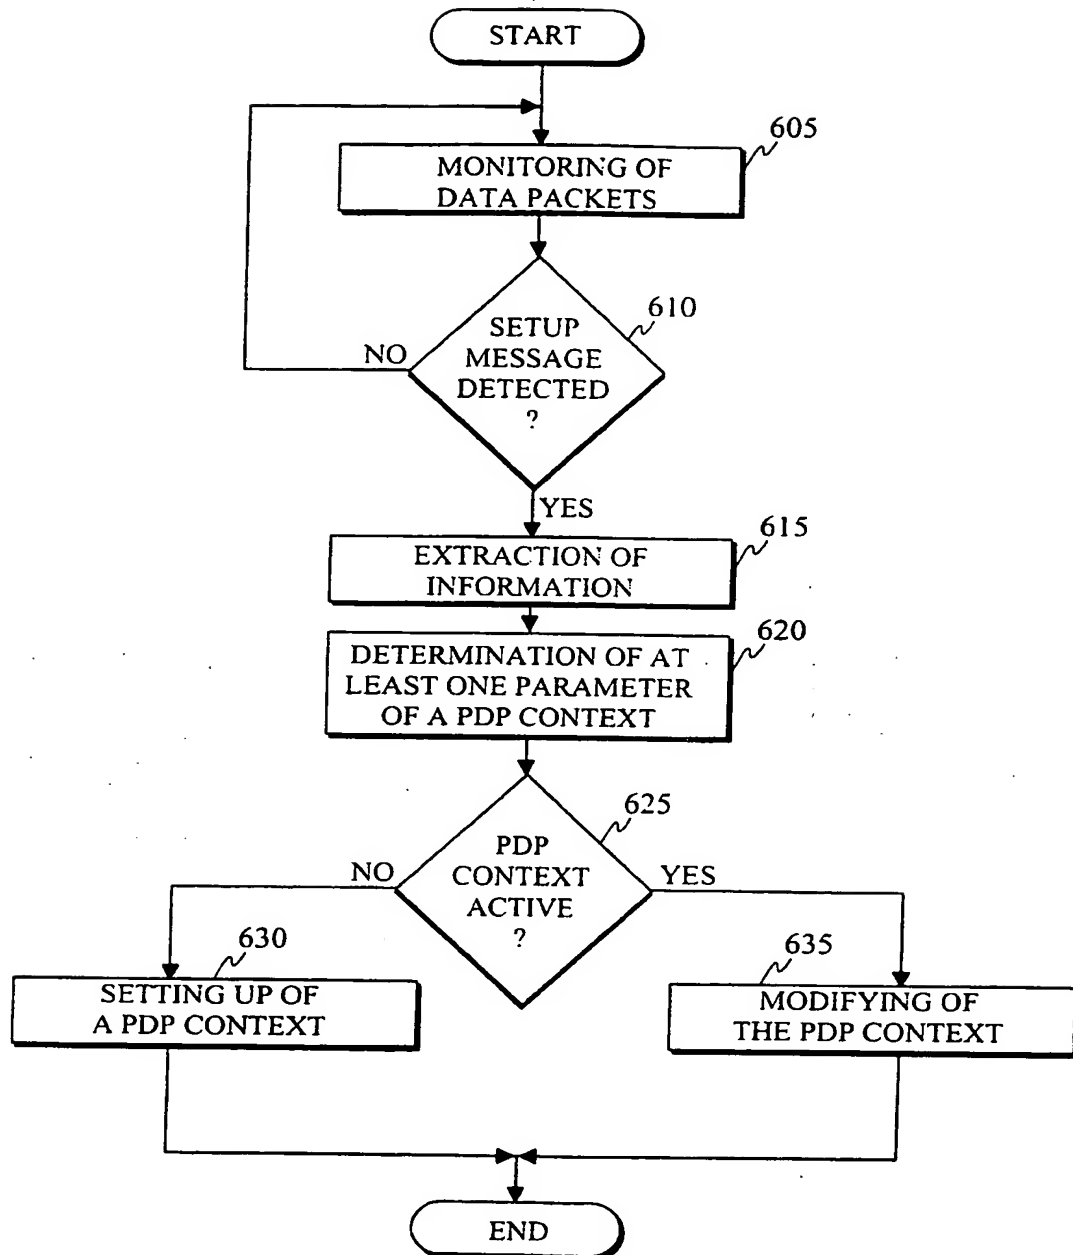 START
605
MONITORING OF
DATA PACKETS
610
SETUP
MESSAGE
DETECTED
?
NO
YES
615
EXTRACTION OF
INFORMATION
620
DETERMINATION OF AT
LEAST ONE PARAMETER
OF A PDP CONTEXT
625
PDP
CONTEXT
ACTIVE
?
NO
YES
630
SETTING UP OF
A PDP CONTEXT
635
MODIFYING OF
THE PDP CONTEXT
END